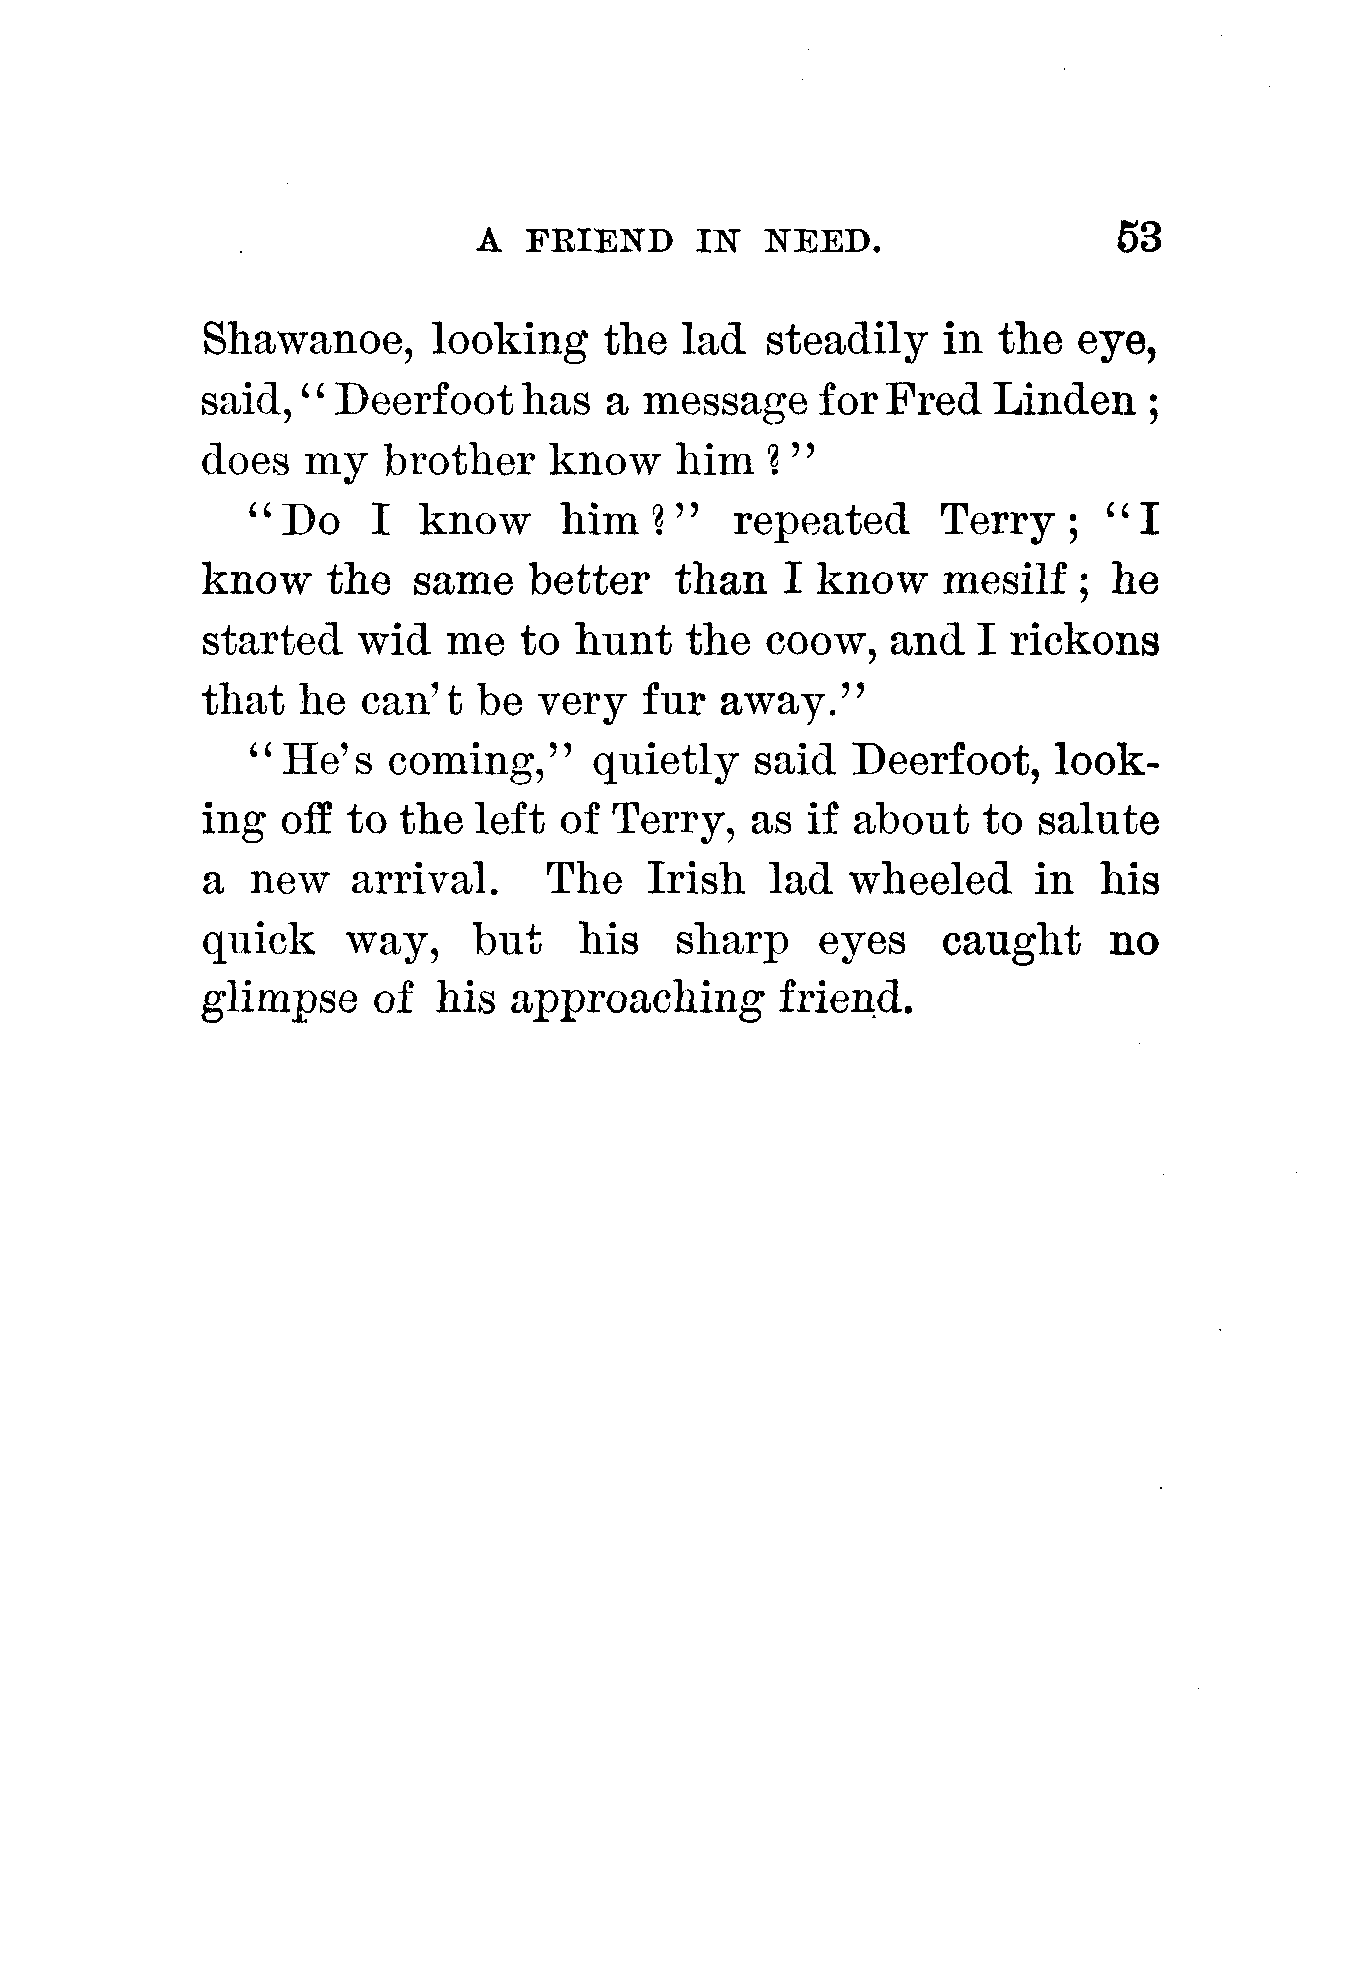 A FRIEND IN NEED. 53
Shawanoe, looking the lad steadily in the eye,
said, “Deerfoot has a message for Fred Linden;
does my brother know him?”
“Do I know him?” repeated Terry; “I
know the same better than I know mesilf; he
started wid me to hunt the coow, and I rickons
that he can't be very fur away.”
“He's coming,” quietly said Deerfoot, look-
ing off to the left of Terry, as if about to salute
a new arrival. The Irish lad wheeled in his
quick way, but his sharp eyes caught no
glimpse of his approaching friend.